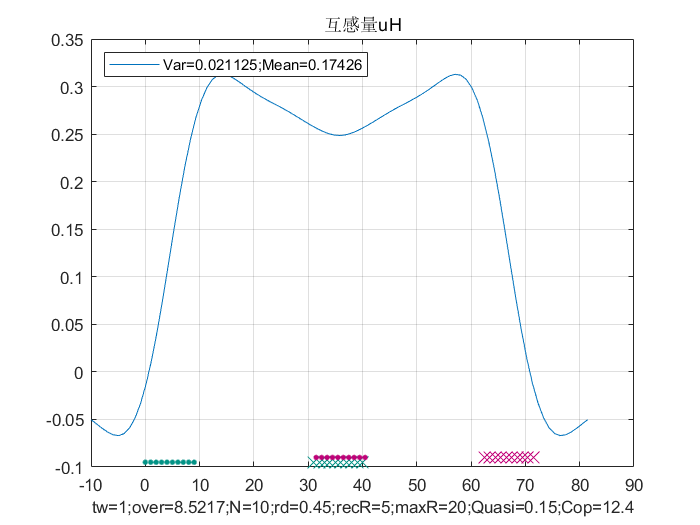 互感量uH
0.35
Var=0.021125;Mean=0.17426
0.3
0.25
0.2
0.15
0.1
0.05
0
-0.05
-0.1
-10 0 10 20 30 40 50 60 70 80 90
tw=1;over=8.5217;N=10;rd=0.45;recR=5;maxR=20;Quasi=0.15;Cop=12.4